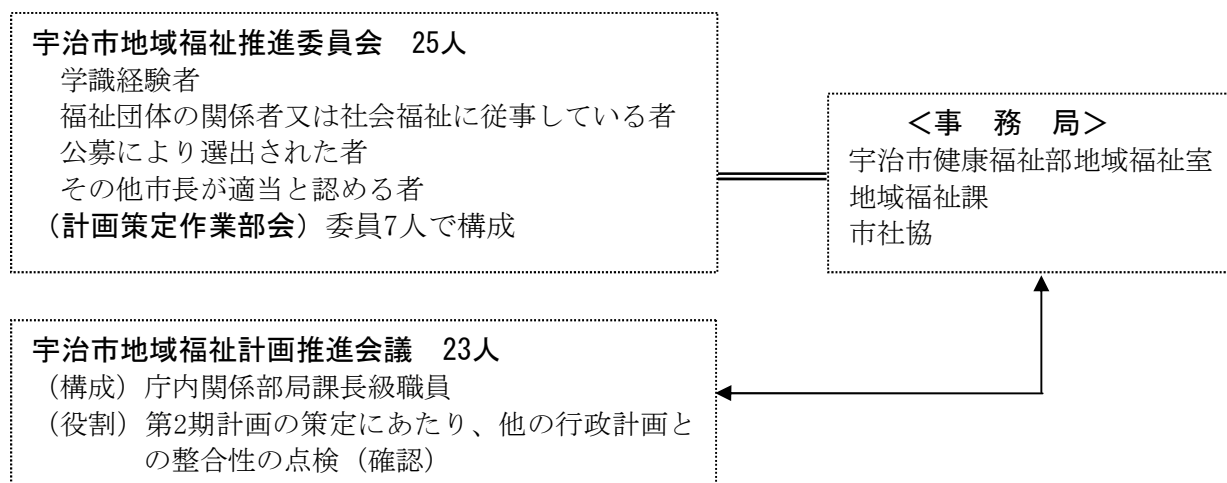 宇治市地域福祉推進委員会　25人
学識経験者
福祉団体の関係者又は社会福祉に従事している者
公募により選出された者
その他市長が適当と認める者
（計画策定作業部会）委員7人で構成
＜事　務　局＞
宇治市健康福祉部地域福祉室
地域福祉課
市社協
宇治市地域福祉計画推進会議　23人
（構成）庁内関係部局課長級職員
（役割）第2期計画の策定にあたり、他の行政計画と
の整合性の点検（確認）